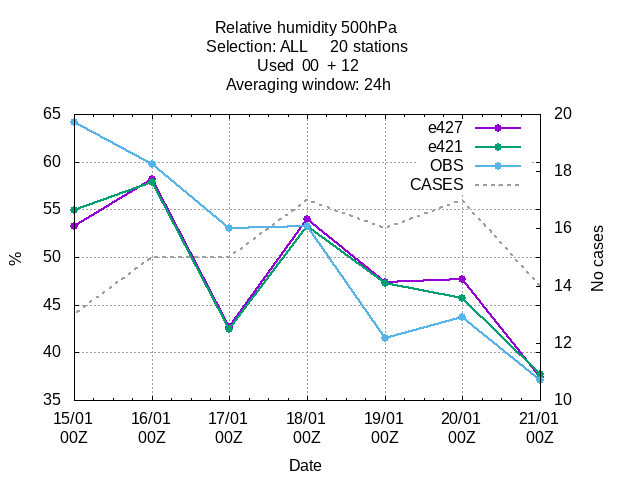 Relative humidity 500hPa
Selection: ALL     20 stations
Used  00  + 12
Averaging window: 24h
65
60
55
50
45
40
35
%
20
18
16
14
12
10
No cases
e427
e421
OBS
CASES
15/01 16/01 17/01 18/01 19/01 20/01 21/01
00Z 00Z 00Z 00Z 00Z 00Z 00Z
Date